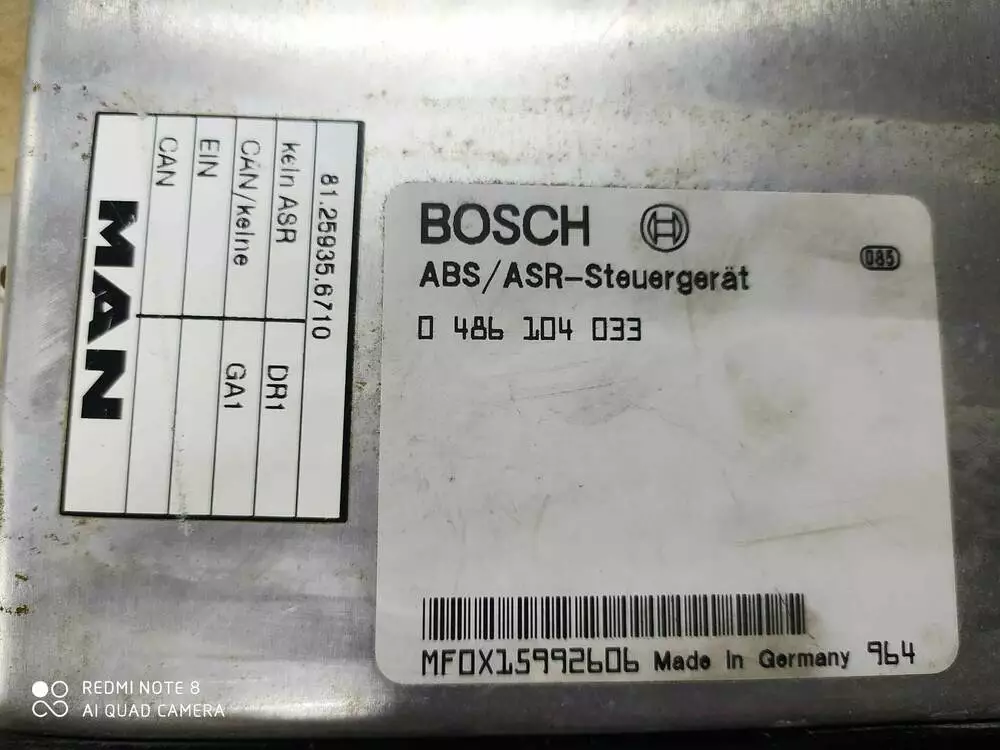 81.25935.6710
kein ASR DR1
CAN/keine GA1
EIN
CAN
MAN
BOSCH
085
ABS/ASR-Steuergerät
0 486 104 033
MF0X15992606 Made in Germany 964
REDMI NOTE 8
AI QUAD CAMERA